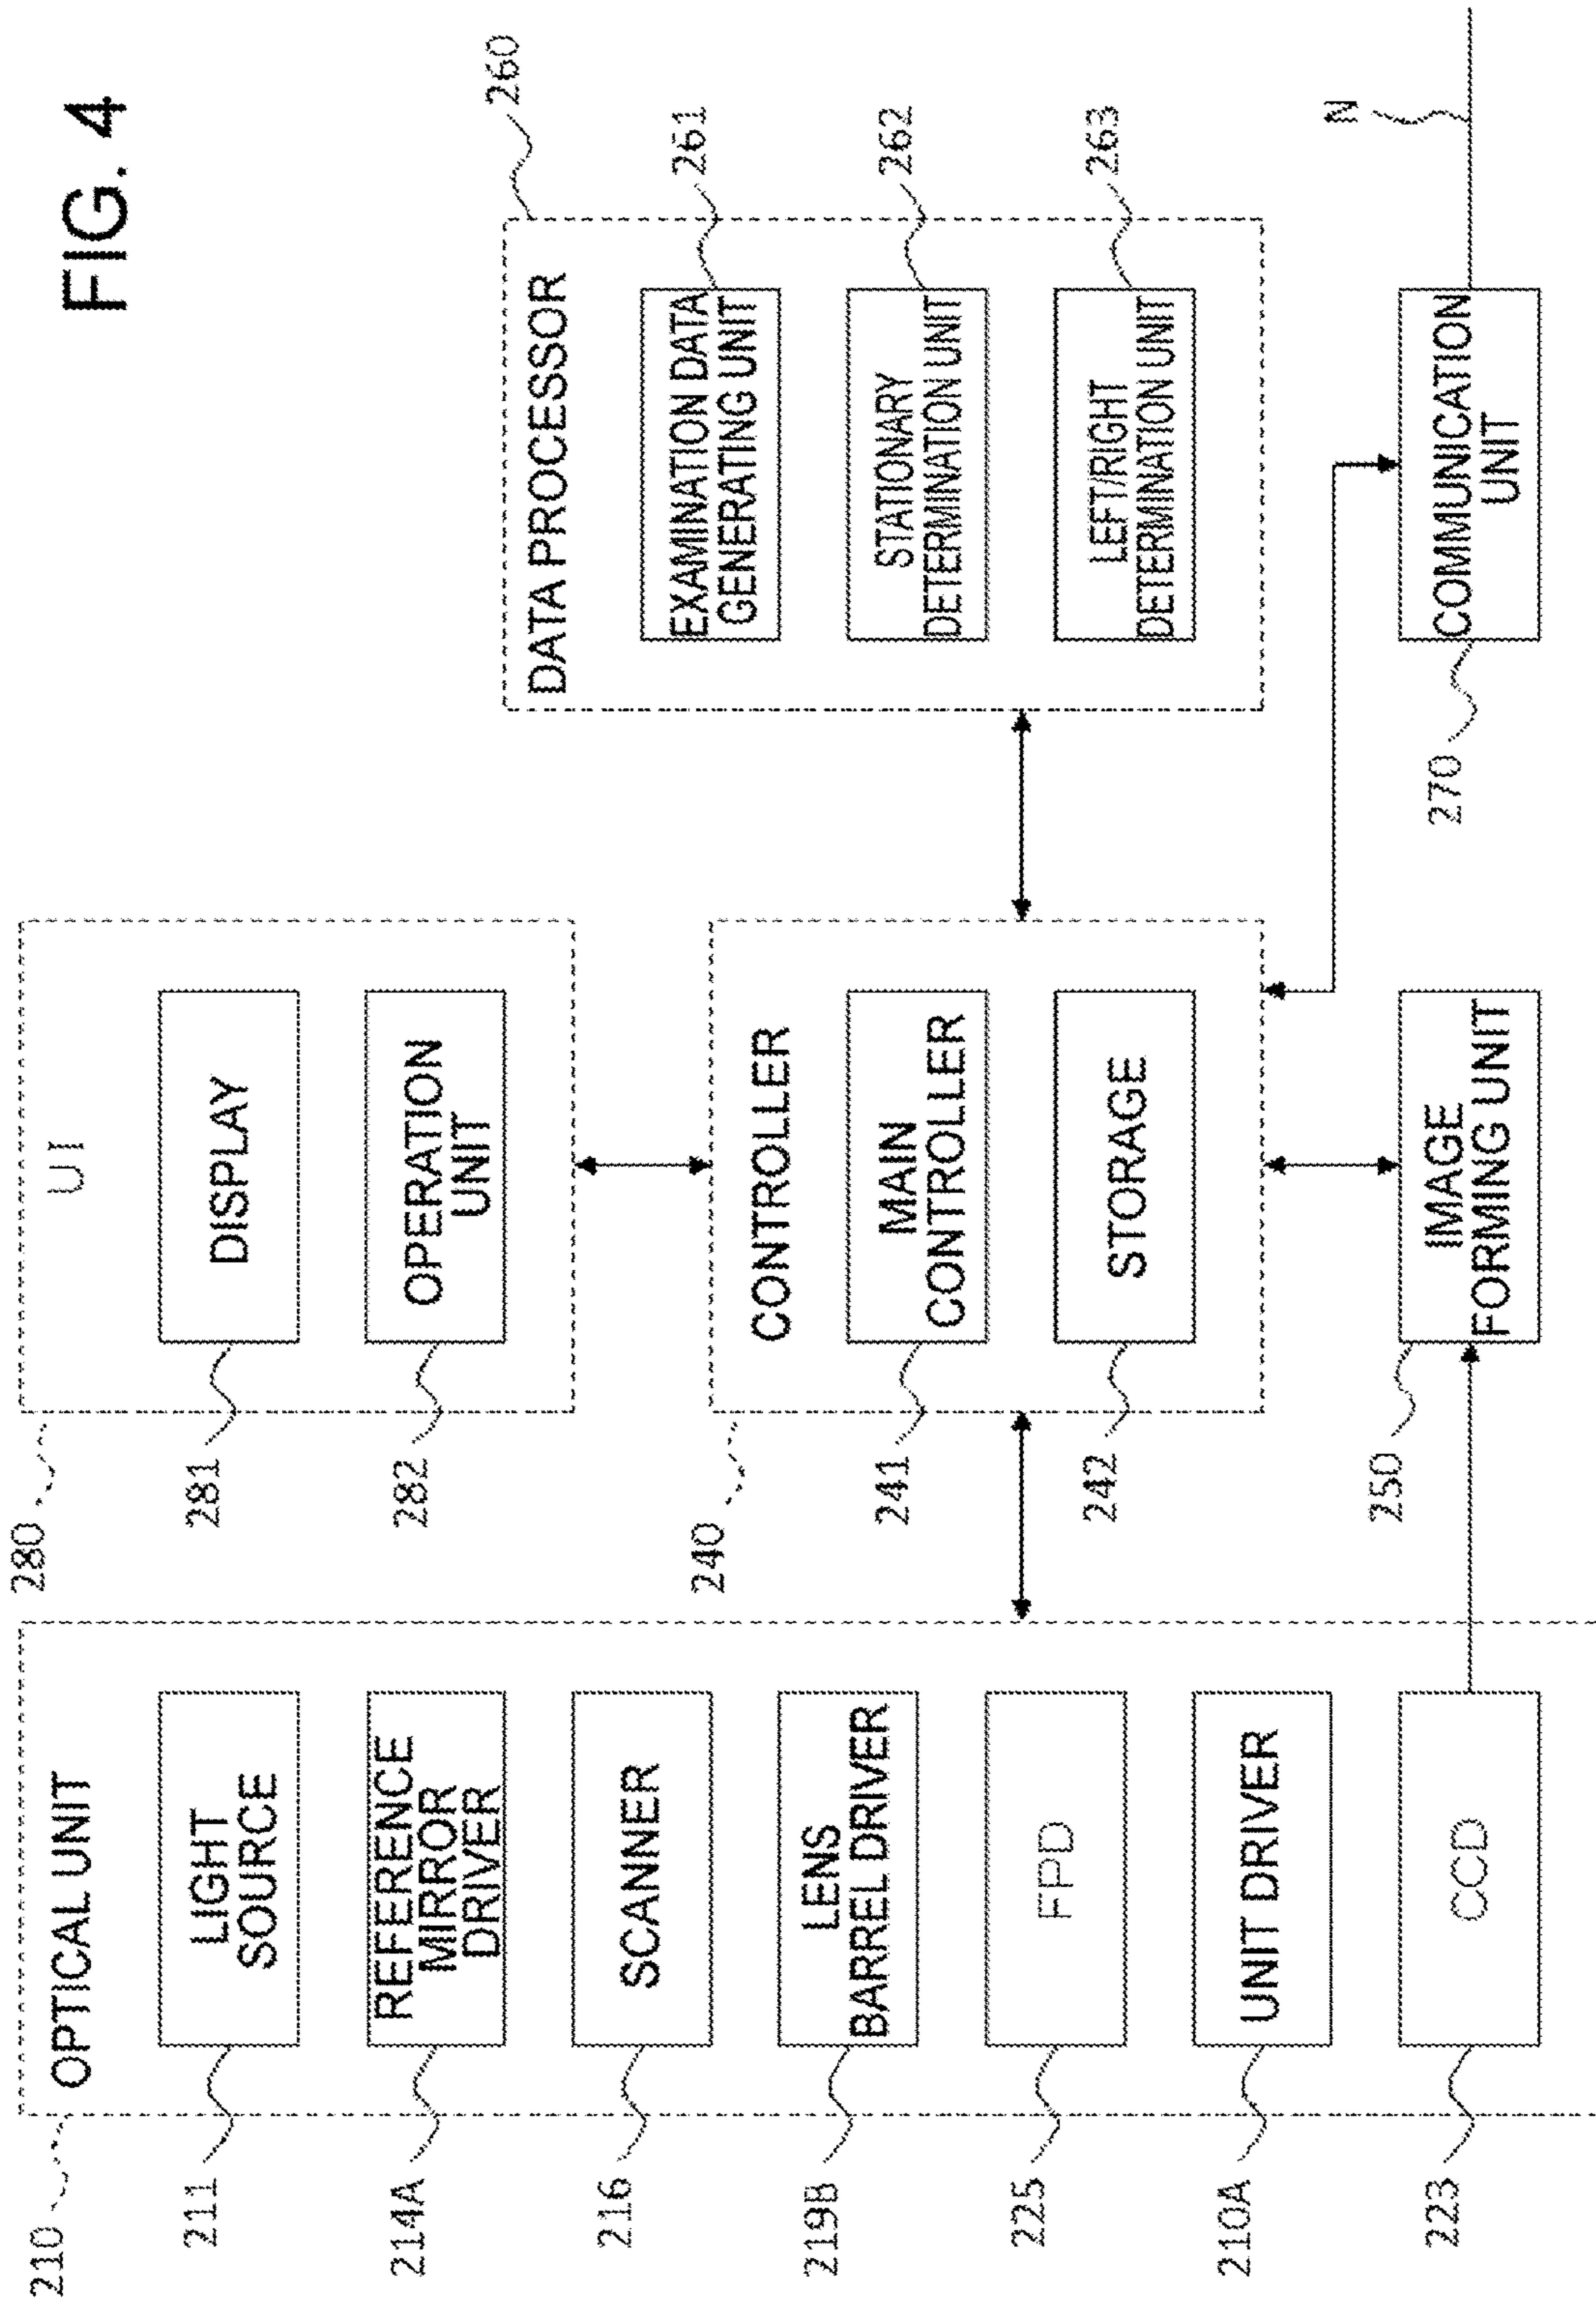 FIG. 4
210
OPTICAL UNIT
211
LIGHT
SOURCE
214A
REFERENCE
MIRROR
DRIVER
216
SCANNER
219B
LENS
BARREL DRIVER
225
FPD
210A
UNIT DRIVER
223
CCD
280
UI
281
DISPLAY
282
OPERATION
UNIT
240
CONTROLLER
241
MAIN
CONTROLLER
242
STORAGE
250
IMAGE
FORMING UNIT
260
DATA PROCESSOR
261
EXAMINATION DATA
GENERATING UNIT
262
STATIONARY
DETERMINATION UNIT
263
LEFT/RIGHT
DETERMINATION UNIT
270
COMMUNICATION
UNIT
N